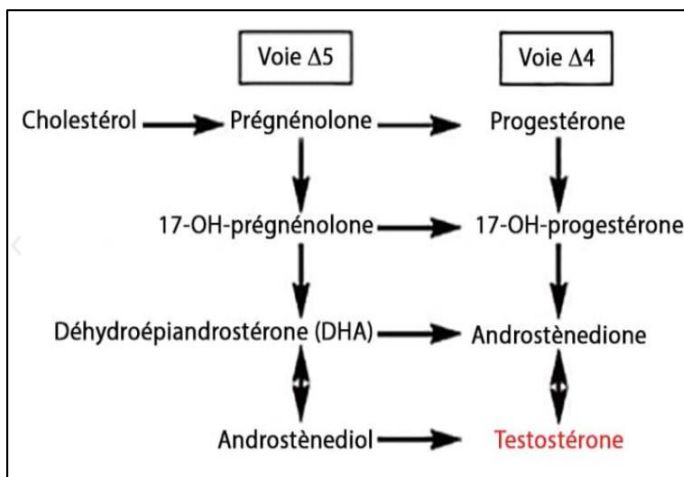 Voie Δ5 Voie Δ4
Cholestérol Prégnénolone Progestérone
17-OH-prégnénolone 17-OH-progestérone
Déhydroépiandrostérone (DHA) Androstènedione
Androstènediol Testostérone